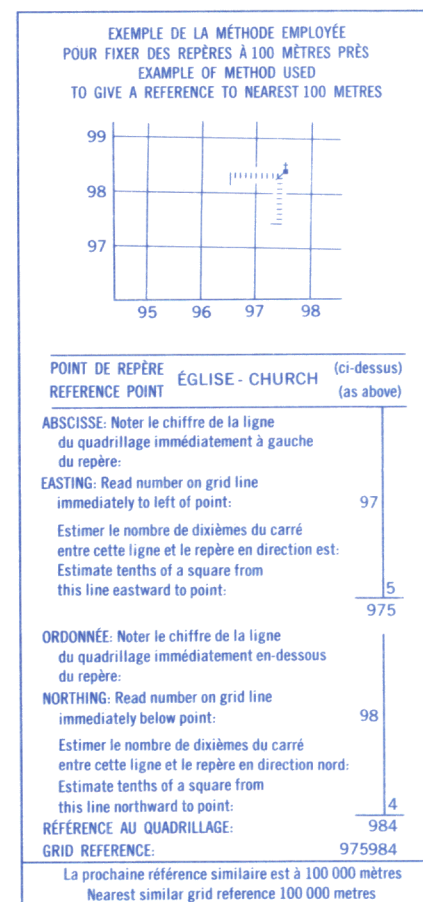 EXEMPLE DE LA MÉTHODE EMPLOYÉE
POUR FIXER DES REPÈRES À 100 MÈTRES PRÈS
EXAMPLE OF METHOD USED
TO GIVE A REFERENCE TO NEAREST 100 METRES
99
98
97
95 96 97 98
POINT DE REPÈRE
REFERENCE POINT
ÉGLISE - CHURCH
(ci-dessus)
(as above)
ABSCISSE: Noter le chiffre de la ligne
du quadrillage immédiatement à gauche
du repère:
EASTING: Read number on grid line
immediately to left of point: 97
Estimer le nombre de dixièmes du carré
entre cette ligne et le repère en direction est:
Estimate tenths of a square from
this line eastward to point: 5
975
ORDONNÉE: Noter le chiffre de la ligne
du quadrillage immédiatement en-dessous
du repère:
NORTHING: Read number on grid line
immediately below point: 98
Estimer le nombre de dixièmes du carré
entre cette ligne et le repère en direction nord:
Estimate tenths of a square from
this line northward to point: 4
RÉFÉRENCE AU QUADRILLAGE: 984
GRID REFERENCE: 975984
La prochaine référence similaire est à 100 000 mètres
Nearest similar grid reference 100 000 metres